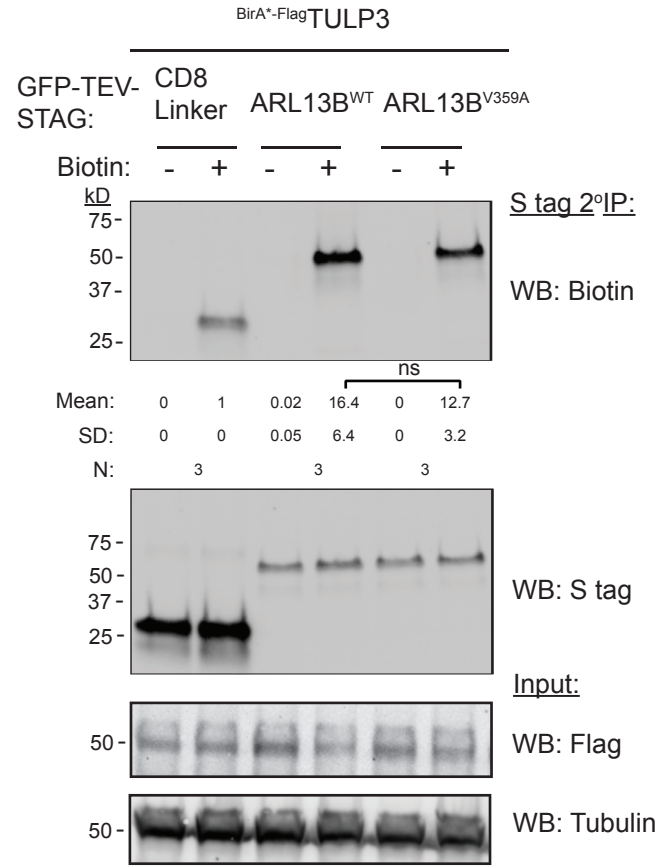 BirA*-FlagTULP3
GFP-TEV-STAG:
CD8 Linker
ARL13BWT
ARL13BV359A
Biotin: - + - + - +
kD
75-
50-
37-
25-
S tag 2oIP:
WB: Biotin
ns
Mean: 0 1 0.02 16.4 0 12.7
SD: 0 0 0.05 6.4 0 3.2
N: 3 3 3
75-
50-
37-
25-
WB: S tag
Input:
50-
WB: Flag
50-
WB: Tubulin